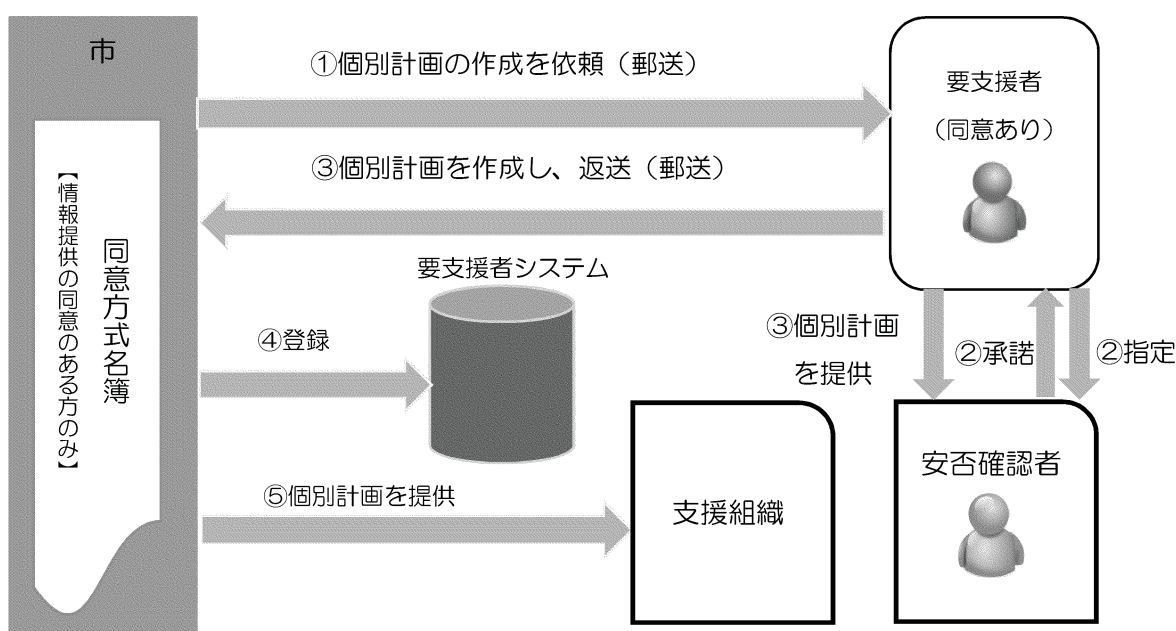 市
①個別計画の作成を依頼（郵送）
要支援者
（同意あり）
③個別計画を作成し、返送（郵送）
同意方式名簿
【情報提供の同意のある方のみ】
要支援者システム
④登録
③個別計画
を提供
②承諾
②指定
⑤個別計画を提供
支援組織
安否確認者